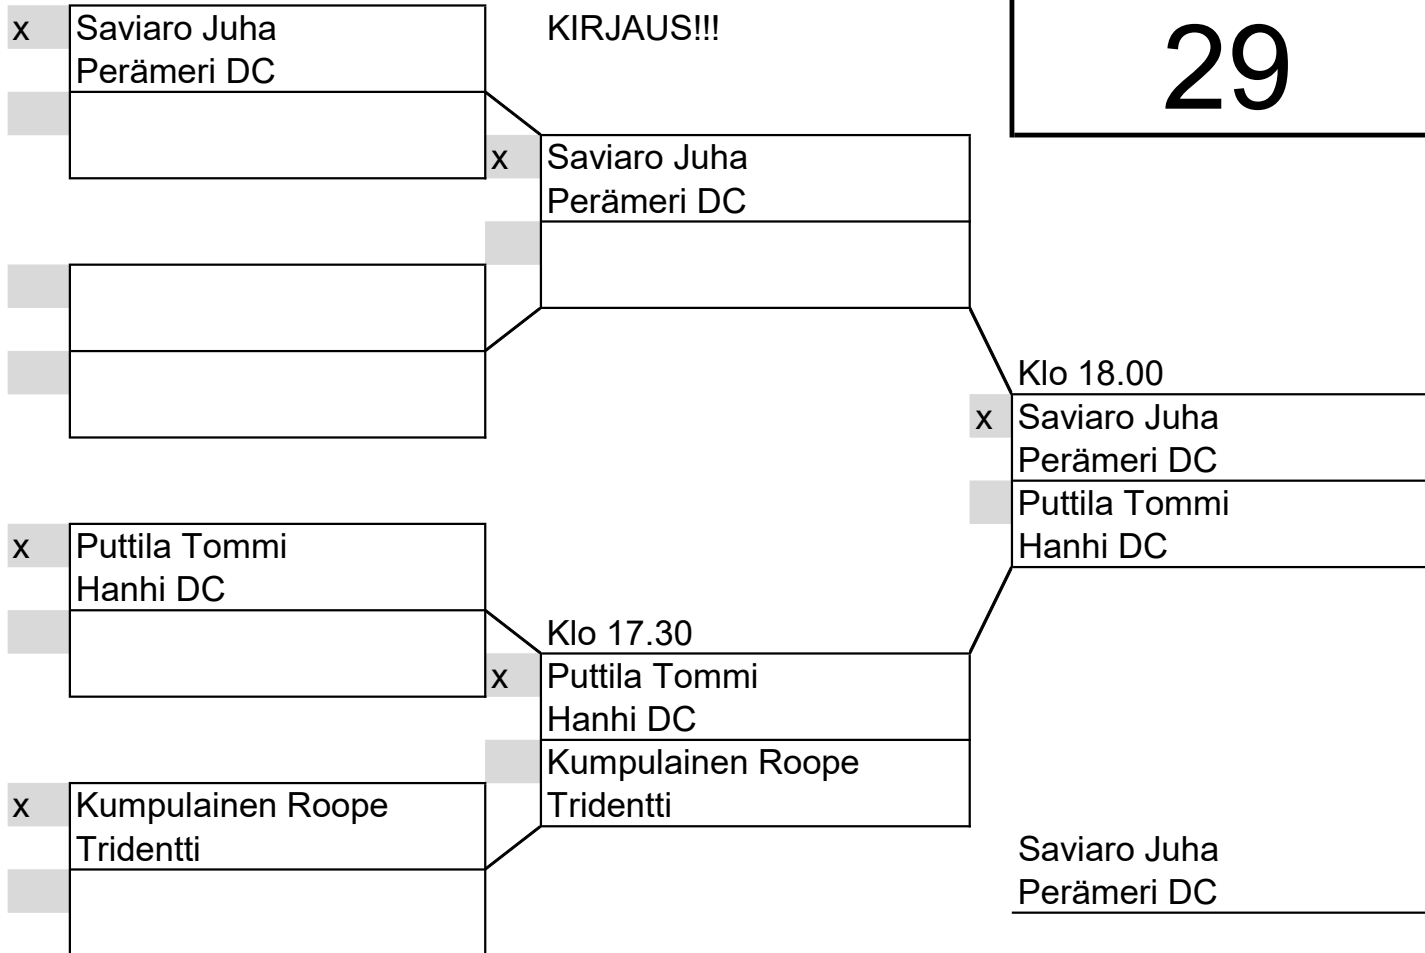 x Saviaro Juha
Perämeri DC
KIRJAUS!!!
29
x Saviaro Juha
Perämeri DC
Klo 18.00
x Saviaro Juha
Perämeri DC
Puttila Tommi
Hanhi DC
x Puttila Tommi
Hanhi DC
Klo 17.30
x Puttila Tommi
Hanhi DC
Kumpulainen Roope
Tridentti
x Kumpulainen Roope
Tridentti
Saviaro Juha
Perämeri DC